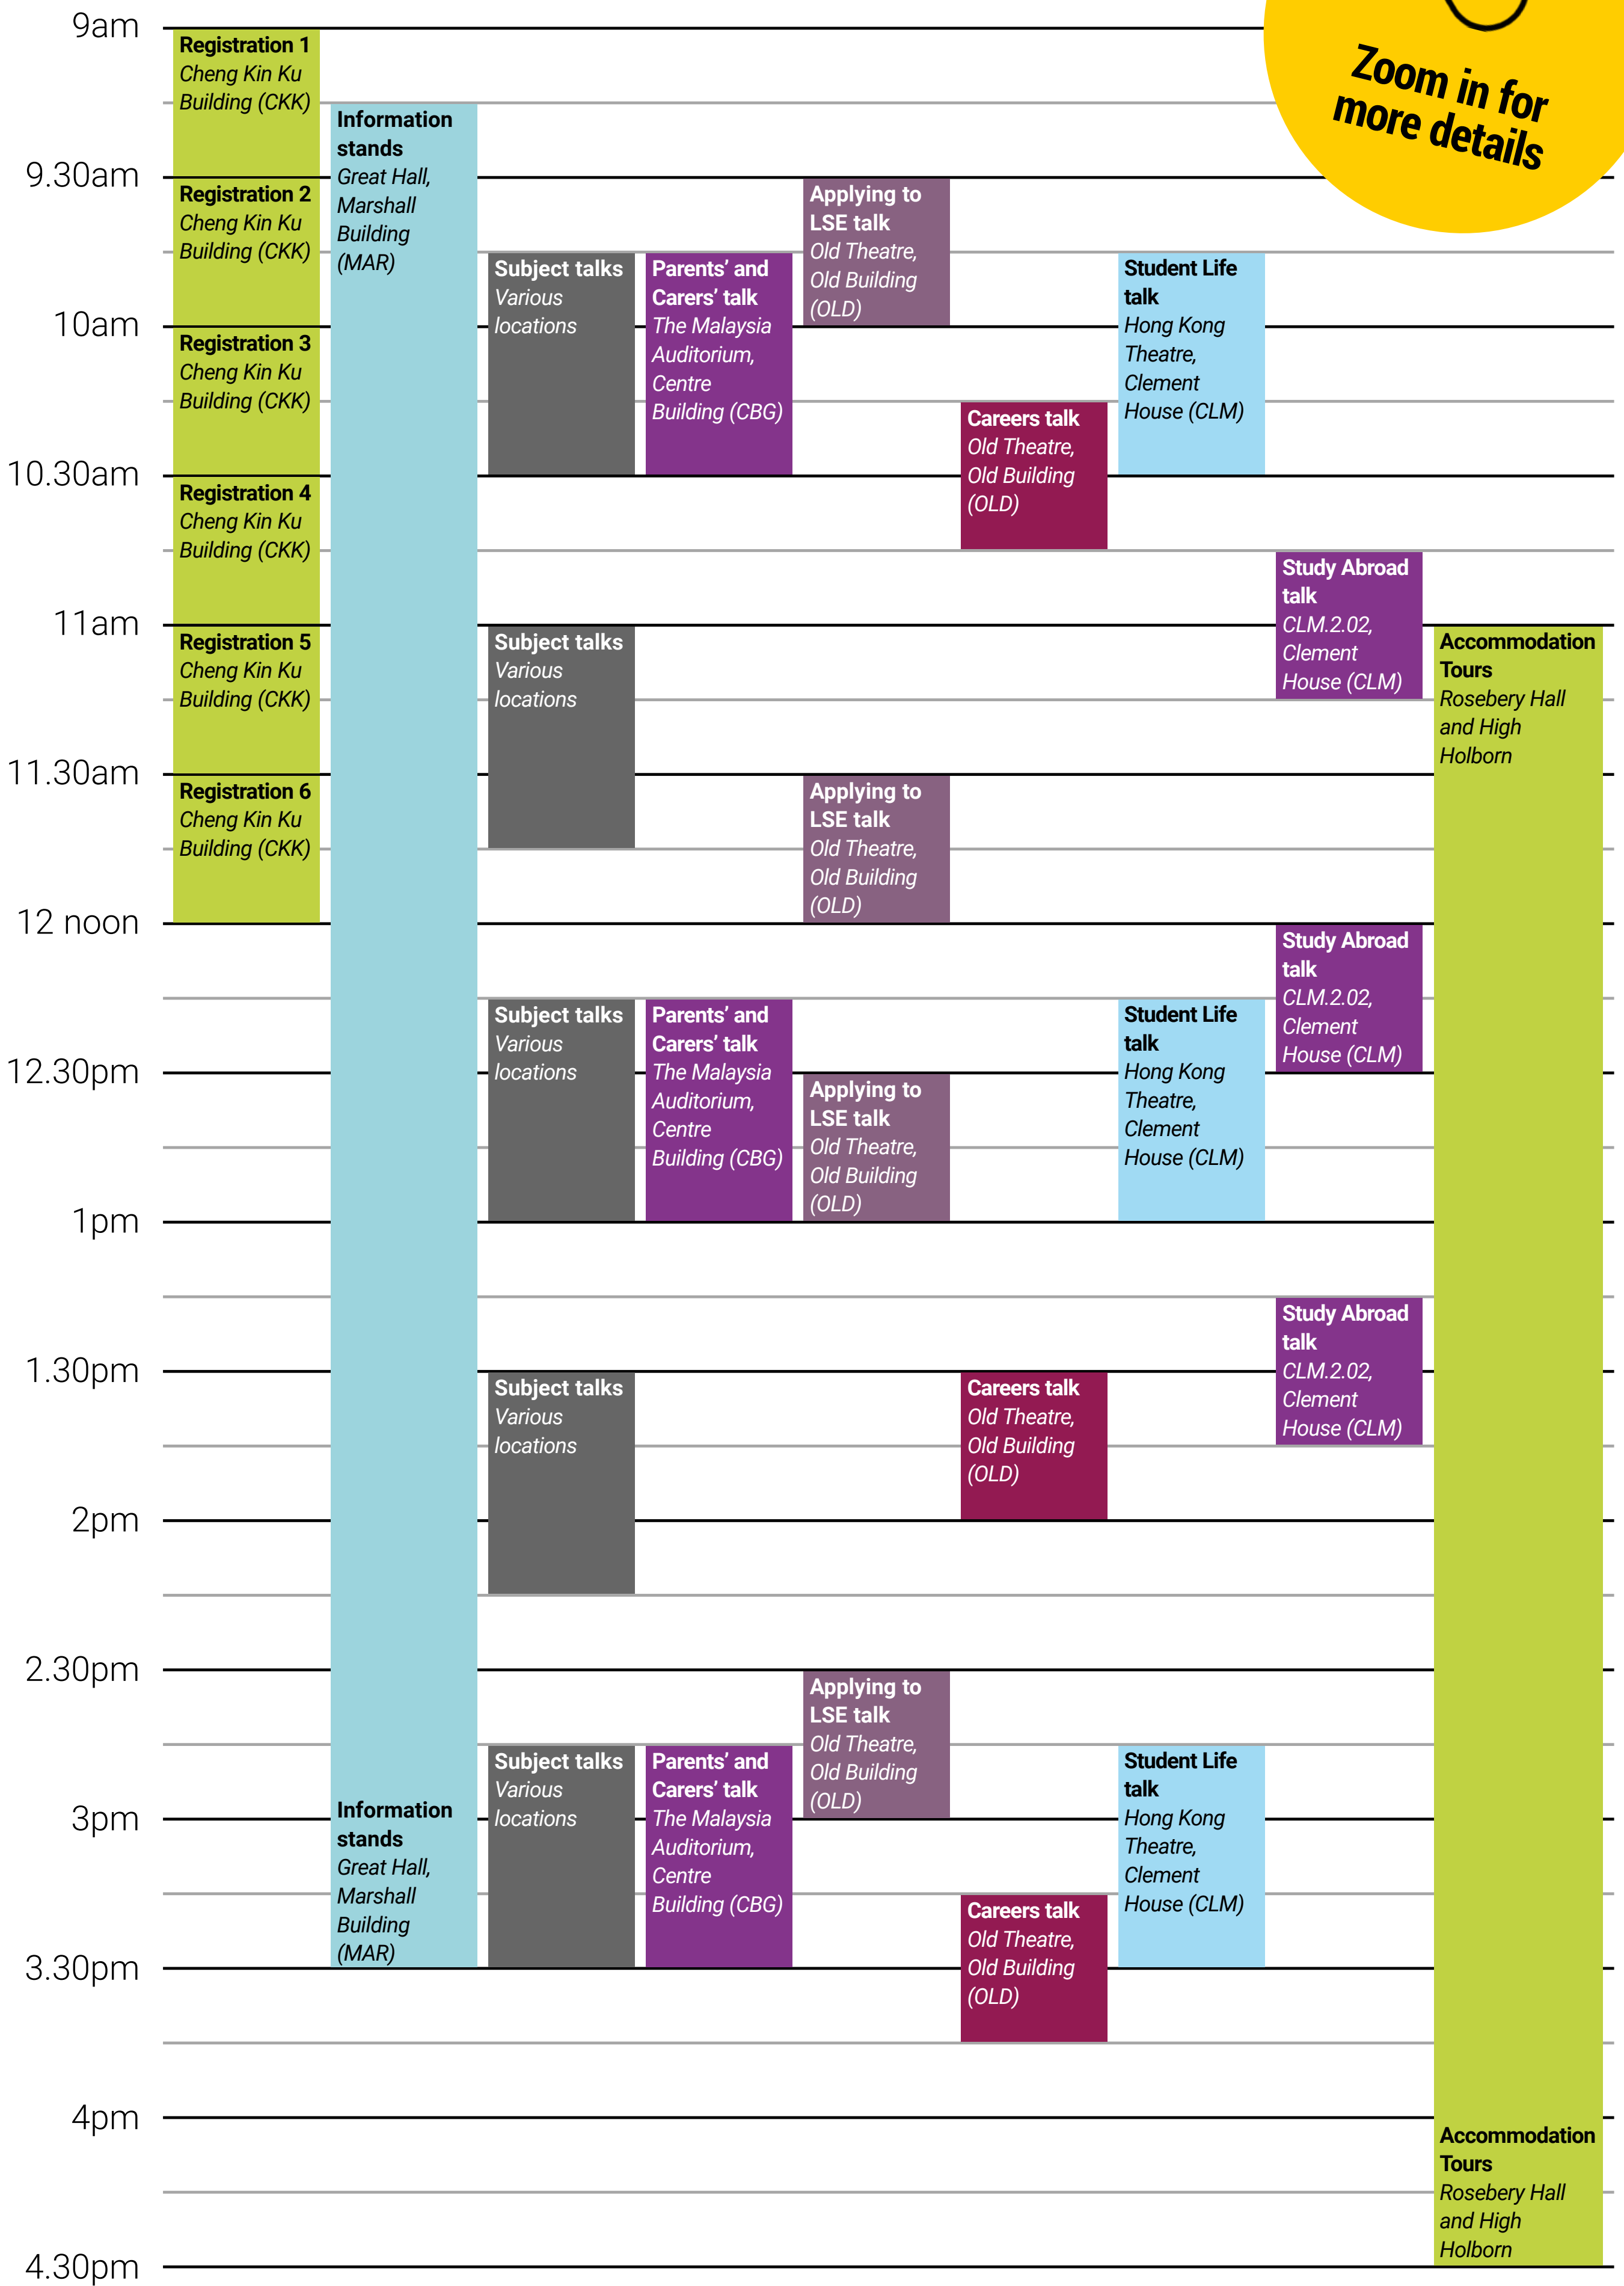 Zoom in for
more details
9am
9.30am
10am
10.30am
11am
11.30am
12 noon
12.30pm
1pm
1.30pm
2pm
2.30pm
3pm
3.30pm
4pm
4.30pm
Registration 1
Cheng Kin Ku
Building (CKK)
Registration 2
Cheng Kin Ku
Building (CKK)
Registration 3
Cheng Kin Ku
Building (CKK)
Registration 4
Cheng Kin Ku
Building (CKK)
Registration 5
Cheng Kin Ku
Building (CKK)
Registration 6
Cheng Kin Ku
Building (CKK)
Information
stands
Great Hall,
Marshall
Building
(MAR)
Information
stands
Great Hall,
Marshall
Building
(MAR)
Subject talks
Various
locations
Subject talks
Various
locations
Subject talks
Various
locations
Subject talks
Various
locations
Subject talks
Various
locations
Parents’ and
Carers’ talk
The Malaysia
Auditorium,
Centre
Building (CBG)
Parents’ and
Carers’ talk
The Malaysia
Auditorium,
Centre
Building (CBG)
Parents’ and
Carers’ talk
The Malaysia
Auditorium,
Centre
Building (CBG)
Applying to
LSE talk
Old Theatre,
Old Building
(OLD)
Applying to
LSE talk
Old Theatre,
Old Building
(OLD)
Applying to
LSE talk
Old Theatre,
Old Building
(OLD)
Applying to
LSE talk
Old Theatre,
Old Building
(OLD)
Careers talk
Old Theatre,
Old Building
(OLD)
Careers talk
Old Theatre,
Old Building
(OLD)
Careers talk
Old Theatre,
Old Building
(OLD)
Student Life
talk
Hong Kong
Theatre,
Clement
House (CLM)
Student Life
talk
Hong Kong
Theatre,
Clement
House (CLM)
Student Life
talk
Hong Kong
Theatre,
Clement
House (CLM)
Study Abroad
talk
CLM.2.02,
Clement
House (CLM)
Study Abroad
talk
CLM.2.02,
Clement
House (CLM)
Study Abroad
talk
CLM.2.02,
Clement
House (CLM)
Accommodation
Tours
Rosebery Hall
and High
Holborn
Accommodation
Tours
Rosebery Hall
and High
Holborn